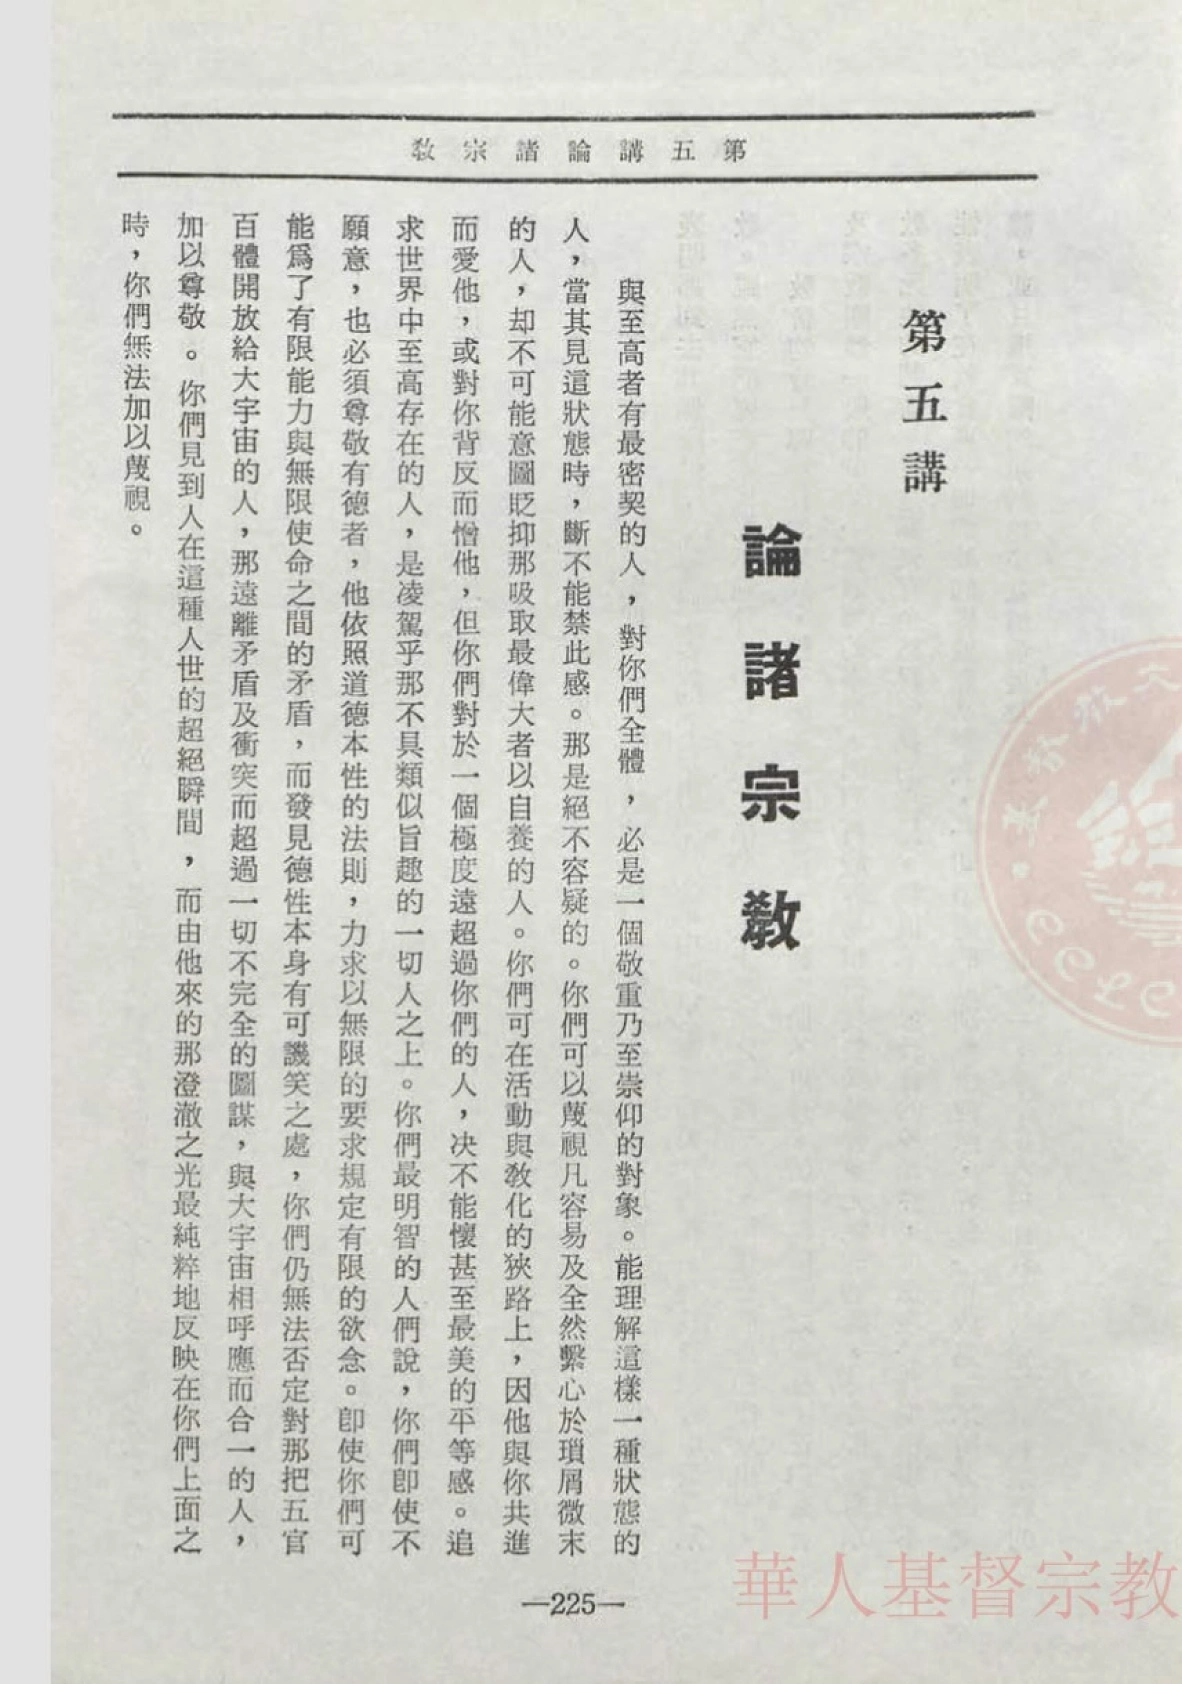 第五講論諸宗教
第五講
論諸宗教
與至高者有最密契的人，對你們全體，必是一個敬重乃至崇仰的對象。能理解這樣一種狀態的
人，當其見這狀態時，斷不能禁此感。那是絕不容疑的。你們可以蔑視凡容易及全然繫心於瑣屑微末
的人，却不可能意圖貶抑那吸取最偉大者以自養的人。你們可在活動與教化的狹路上，因他與你共進
而愛他，或對你背反而憎他，但你們對於一個極度遠超過你們的人，决不能懷甚至最美的平等感。追
求世界中至高存在的人，是凌駕乎那不具類似旨趣的一切人之上。你們最明智的人們說，你們卽使不
願意，也必須尊敬有德者，他依照道德本性的法則，力求以無限的要求規定有限的欲念。卽使你們可
能爲了有限能力與無限使命之間的矛盾，而發見德性本身有可譏笑之處，你們仍無法否定對那把五官
百體開放給大宇宙的人，那遠離矛盾及衝突而超過一切不完全的圖謀，與大宇宙相呼應而合一的人，
加以尊敬。你們見到人在這種人世的超絕瞬間，而由他來的那澄澈之光最純粹地反映在你們上面之
時，你們無法加以蔑視。
—225—
華人基督宗教